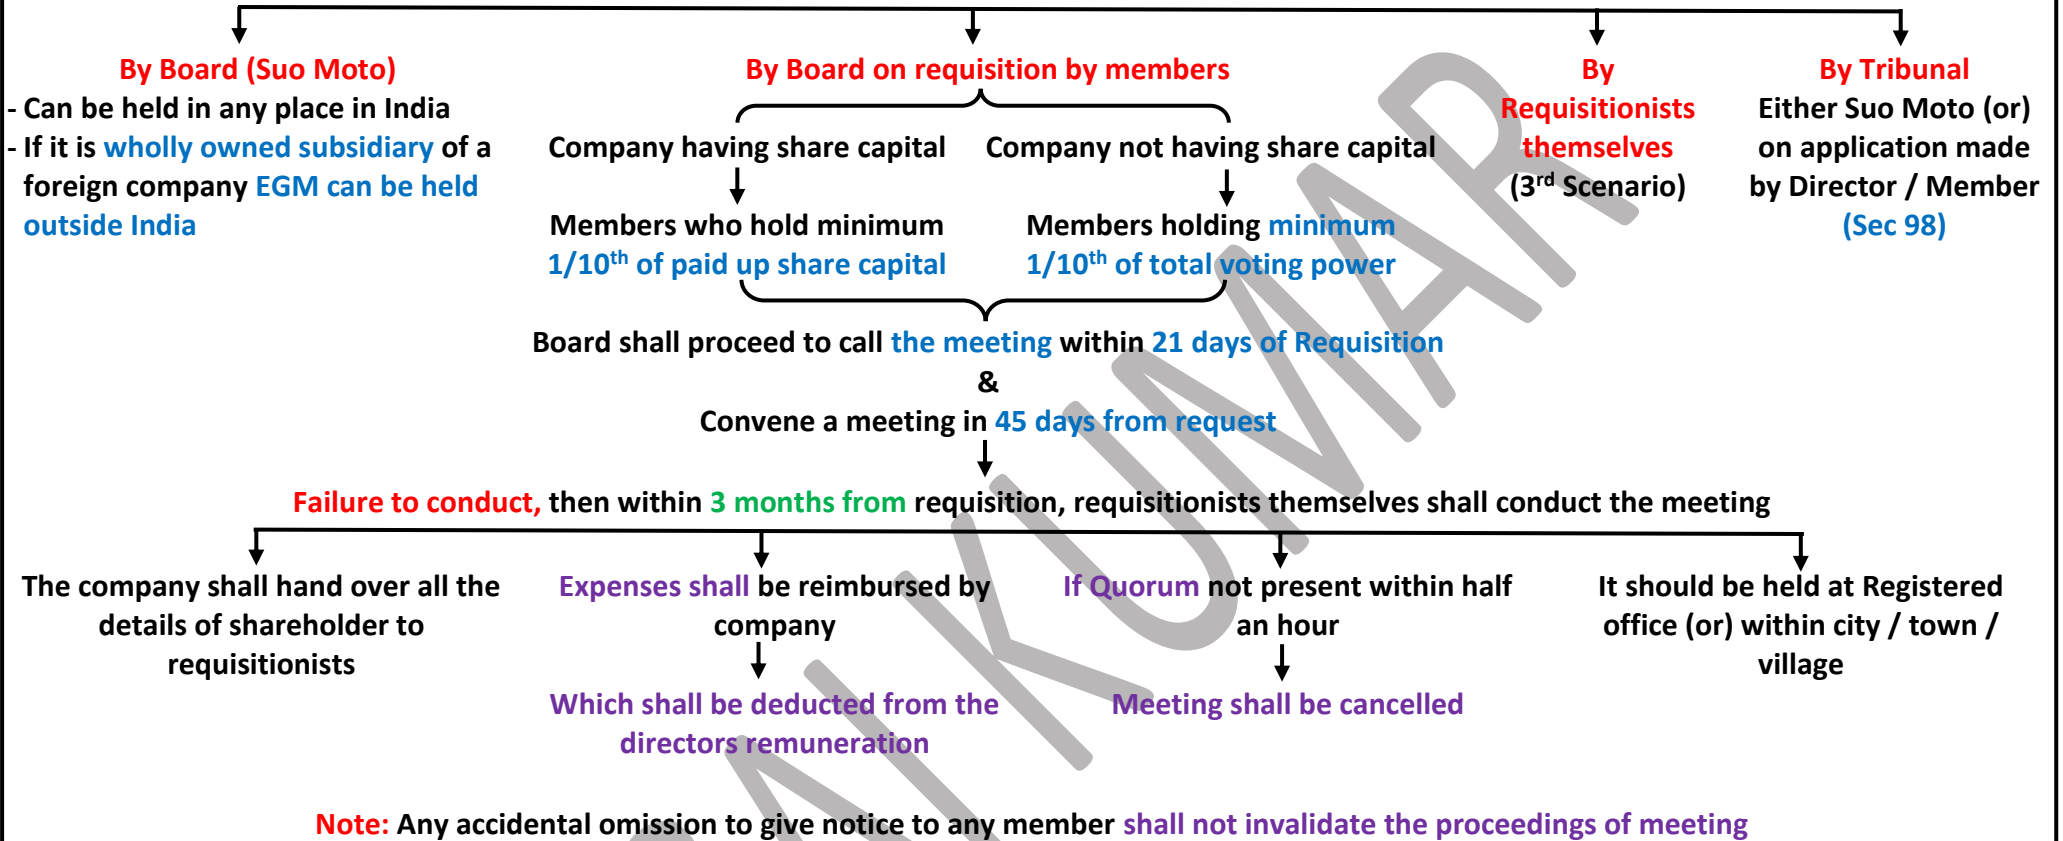 By Board (Suo Moto)
- Can be held in any place in India
- If it is wholly owned subsidiary of a
foreign company EGM can be held
outside India
By Board on requisition by members
Company having share capital
Members who hold minimum
1/10th of paid up share capital
Company not having share capital
Members holding minimum
1/10th of total voting power
By
Requisitionists
themselves
(3rd Scenario)
By Tribunal
Either Suo Moto (or)
on application made
by Director / Member
(Sec 98)
Board shall proceed to call the meeting within 21 days of Requisition
&
Convene a meeting in 45 days from request
Failure to conduct, then within 3 months from requisition, requisitionists themselves shall conduct the meeting
The company shall hand over all the
details of shareholder to
requisitionists
Expenses shall be reimbursed by
company
Which shall be deducted from the
directors remuneration
If Quorum not present within half
an hour
Meeting shall be cancelled
It should be held at Registered
office (or) within city / town /
village
Note: Any accidental omission to give notice to any member shall not invalidate the proceedings of meeting
KUMAR